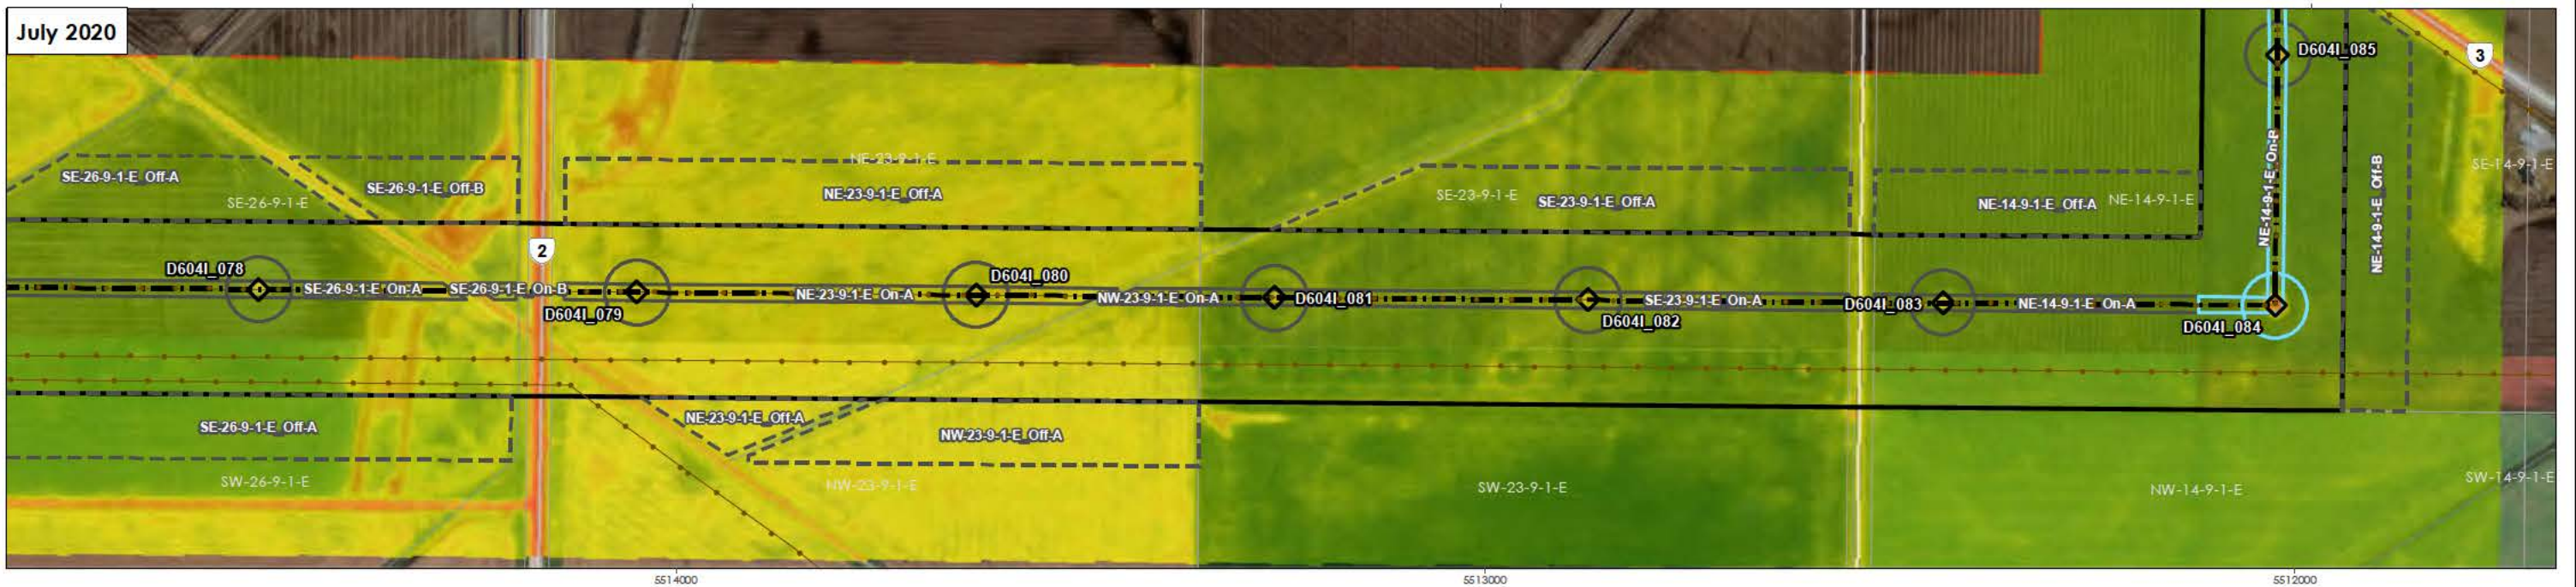 July 2020
D604I_085
3
NE-23-9-1-E
SE-14-9-1-E
SE-26-9-1-E_Off-A
SE-26-9-1-E_Off-B
NE-23-9-1-E_Off-A
SE-23-9-1-E
SE-23-9-1-E_Off-A
NE-14-9-1-E_Off-A
NE-14-9-1-E
SE-26-9-1-E
NE-14-9-1-E_On-B
NE-14-9-1-E_Off-B
2
D604I_078
SE-26-9-1-E_On-A
SE-26-9-1-E_On-B
D604I_079
NE-23-9-1-E_On-A
D604I_080
NW-23-9-1-E_On-A
D604I_081
D604I_082
SE-23-9-1-E_On-A
D604I_083
NE-14-9-1-E_On-A
D604I_084
SE-26-9-1-E_Off-A
NE-23-9-1-E_Off-A
NW-23-9-1-E_Off-A
SW-26-9-1-E
NW-23-9-1-E
SW-23-9-1-E
NW-14-9-1-E
SW-14-9-1-E
5514000
5513000
5512000